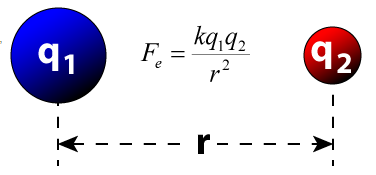 q₁
Fₑ = kq₁q₂ / r²
q₂
r